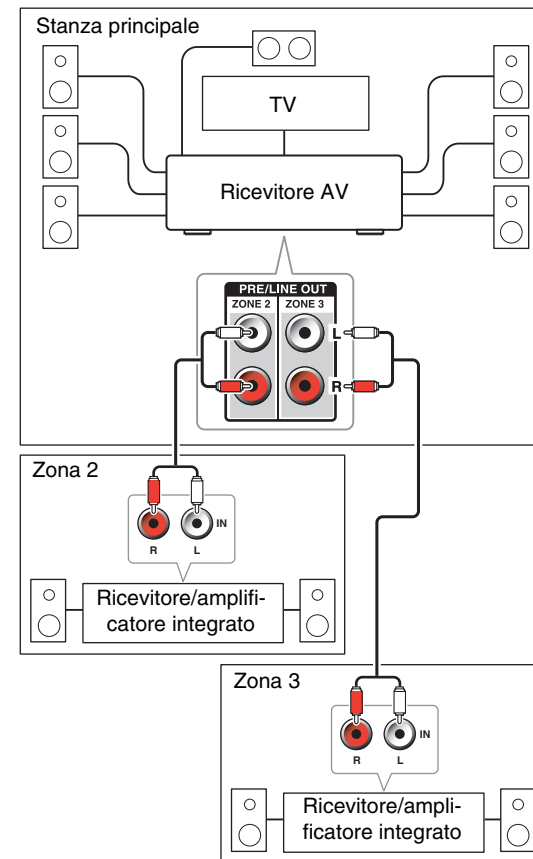 Stanza principale
TV
Ricevitore AV
PRE/LINE OUT
ZONE 2 ZONE 3
L
R
Zona 2
IN
R L
Ricevitore/amplifi-
catore integrato
Zona 3
IN
R L
Ricevitore/ampli-
ficatore integrato